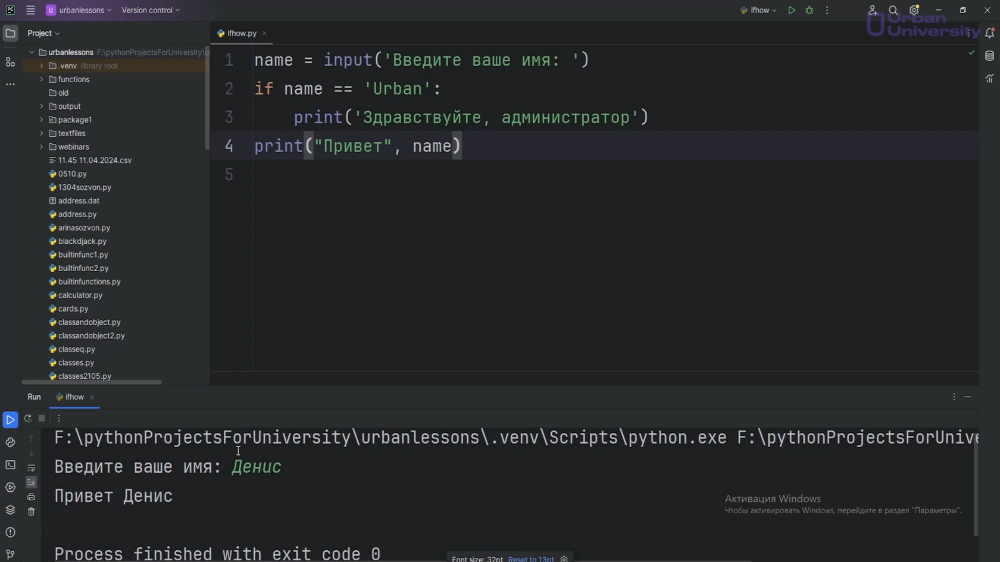 urbanlessons
Version control
ifhow
Urban
University
Project
ifhow.py
urbanlessons F:\pythonProjectsForUniversity\u
.venv library root
functions
old
output
package1
textfiles
webinars
11.45 11.04.2024.csv
0510.py
1304sozvon.py
address.dat
address.py
arinasozvon.py
blackdjack.py
builtinfunc1.py
builtinfunc2.py
builtinfunctions.py
calculator.py
cards.py
classandobject.py
classandobject2.py
classeq.py
classes.py
classes2105.py
1 name = input('Введите ваше имя: ')
2 if name == 'Urban':
3 print('Здравствуйте, администратор')
4 print("Привет", name)
5
Run ifhow
F:\pythonProjectsForUniversity\urbanlessons\.venv\Scripts\python.exe F:\pythonProjectsForUnive
Введите ваше имя: Денис
Привет Денис
Активация Windows
Чтобы активировать Windows, перейдите в раздел "Параметры".
Process finished with exit code 0
Font size: 32pt Reset to 13pt